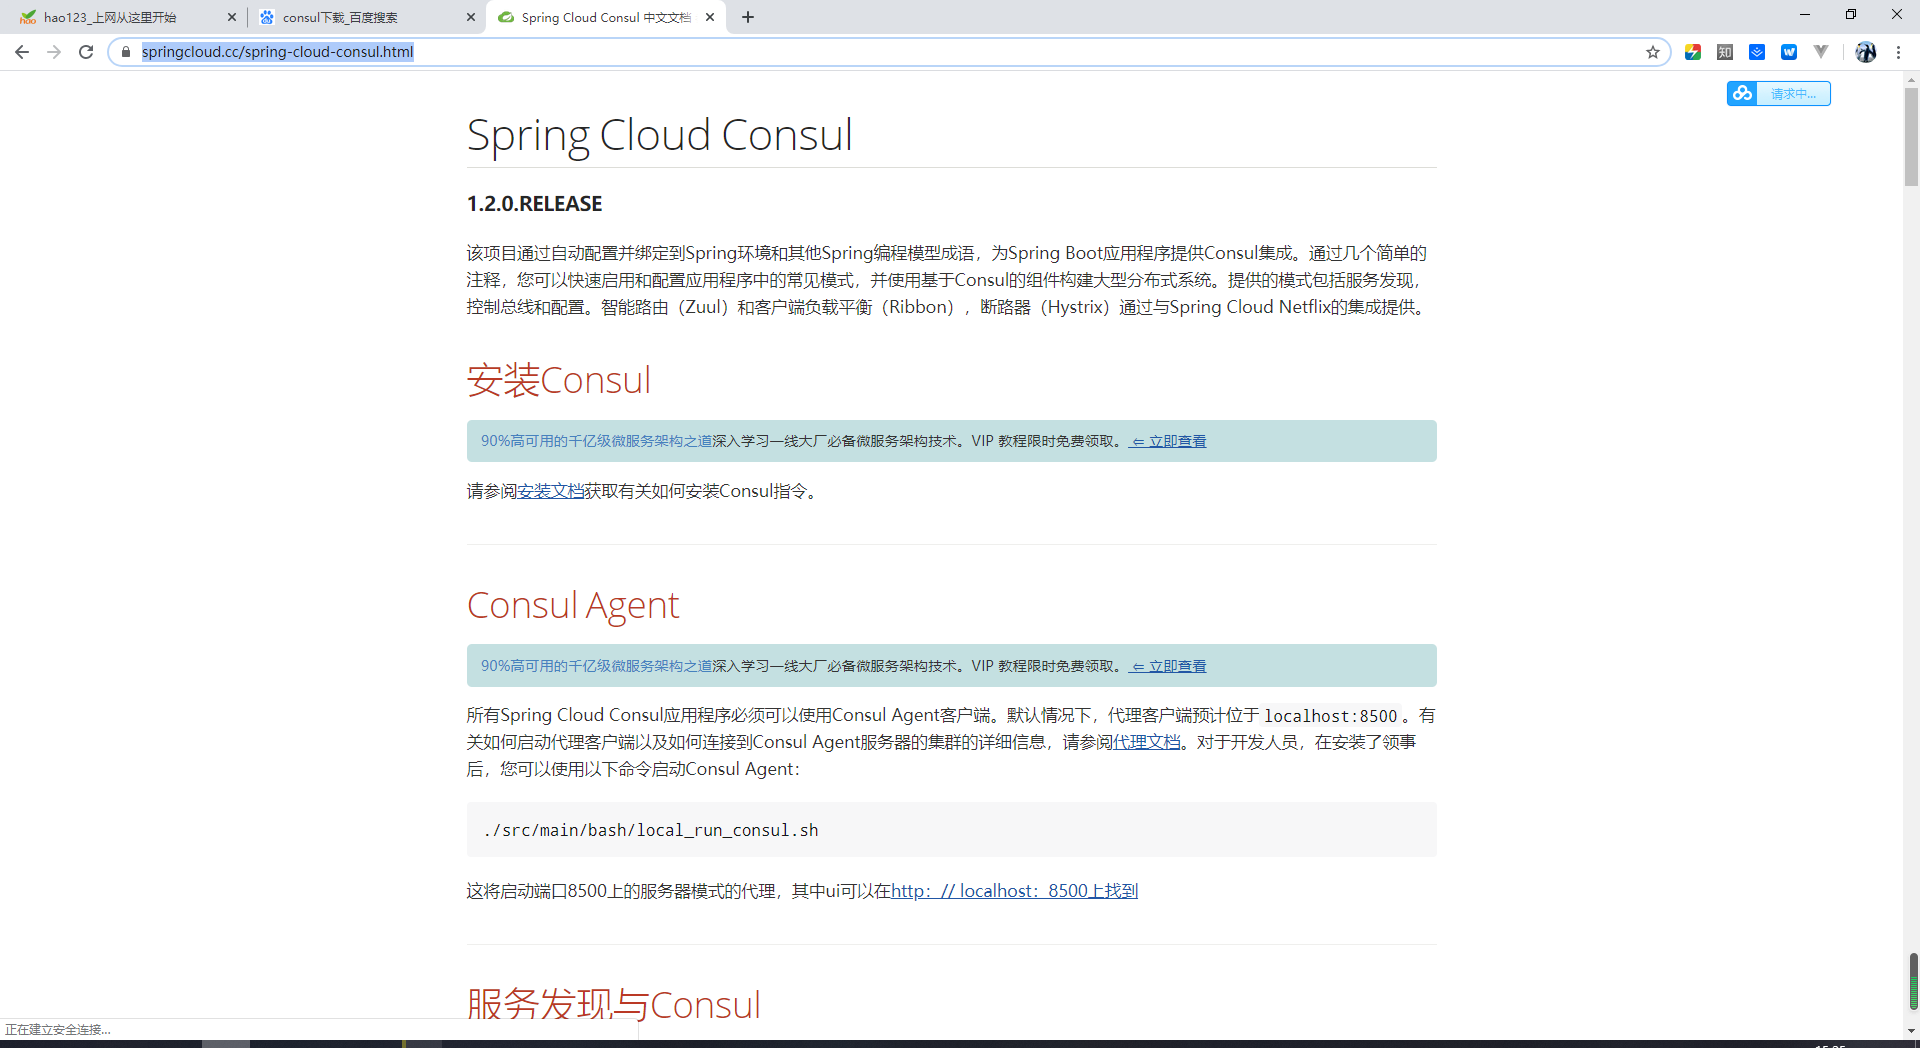 hao123_上网从这里开始
consul下载_百度搜索
Spring Cloud Consul 中文文档
springcloud.cc/spring-cloud-consul.html
请求中...
Spring Cloud Consul
1.2.0.RELEASE
该项目通过自动配置并绑定到Spring环境和其他Spring编程模型成语，为Spring Boot应用程序提供Consul集成。通过几个简单的
注释，您可以快速启用和配置应用程序中的常见模式，并使用基于Consul的组件构建大型分布式系统。提供的模式包括服务发现，
控制总线和配置。智能路由（Zuul）和客户端负载平衡（Ribbon），断路器（Hystrix）通过与Spring Cloud Netflix的集成提供。
安装Consul
90%高可用的千亿级微服务架构之道深入学习一线大厂必备微服务架构技术。VIP 教程限时免费领取。 ⇐ 立即查看
请参阅安装文档获取有关如何安装Consul指令。
Consul Agent
90%高可用的千亿级微服务架构之道深入学习一线大厂必备微服务架构技术。VIP 教程限时免费领取。 ⇐ 立即查看
所有Spring Cloud Consul应用程序必须可以使用Consul Agent客户端。默认情况下，代理客户端预计位于 localhost:8500 。有
关如何启动代理客户端以及如何连接到Consul Agent服务器的集群的详细信息，请参阅代理文档。对于开发人员，在安装了领事
后，您可以使用以下命令启动Consul Agent：
./src/main/bash/local_run_consul.sh
这将启动端口8500上的服务器模式的代理，其中ui可以在http：// localhost：8500上找到
服务发现与Consul
正在建立安全连接...